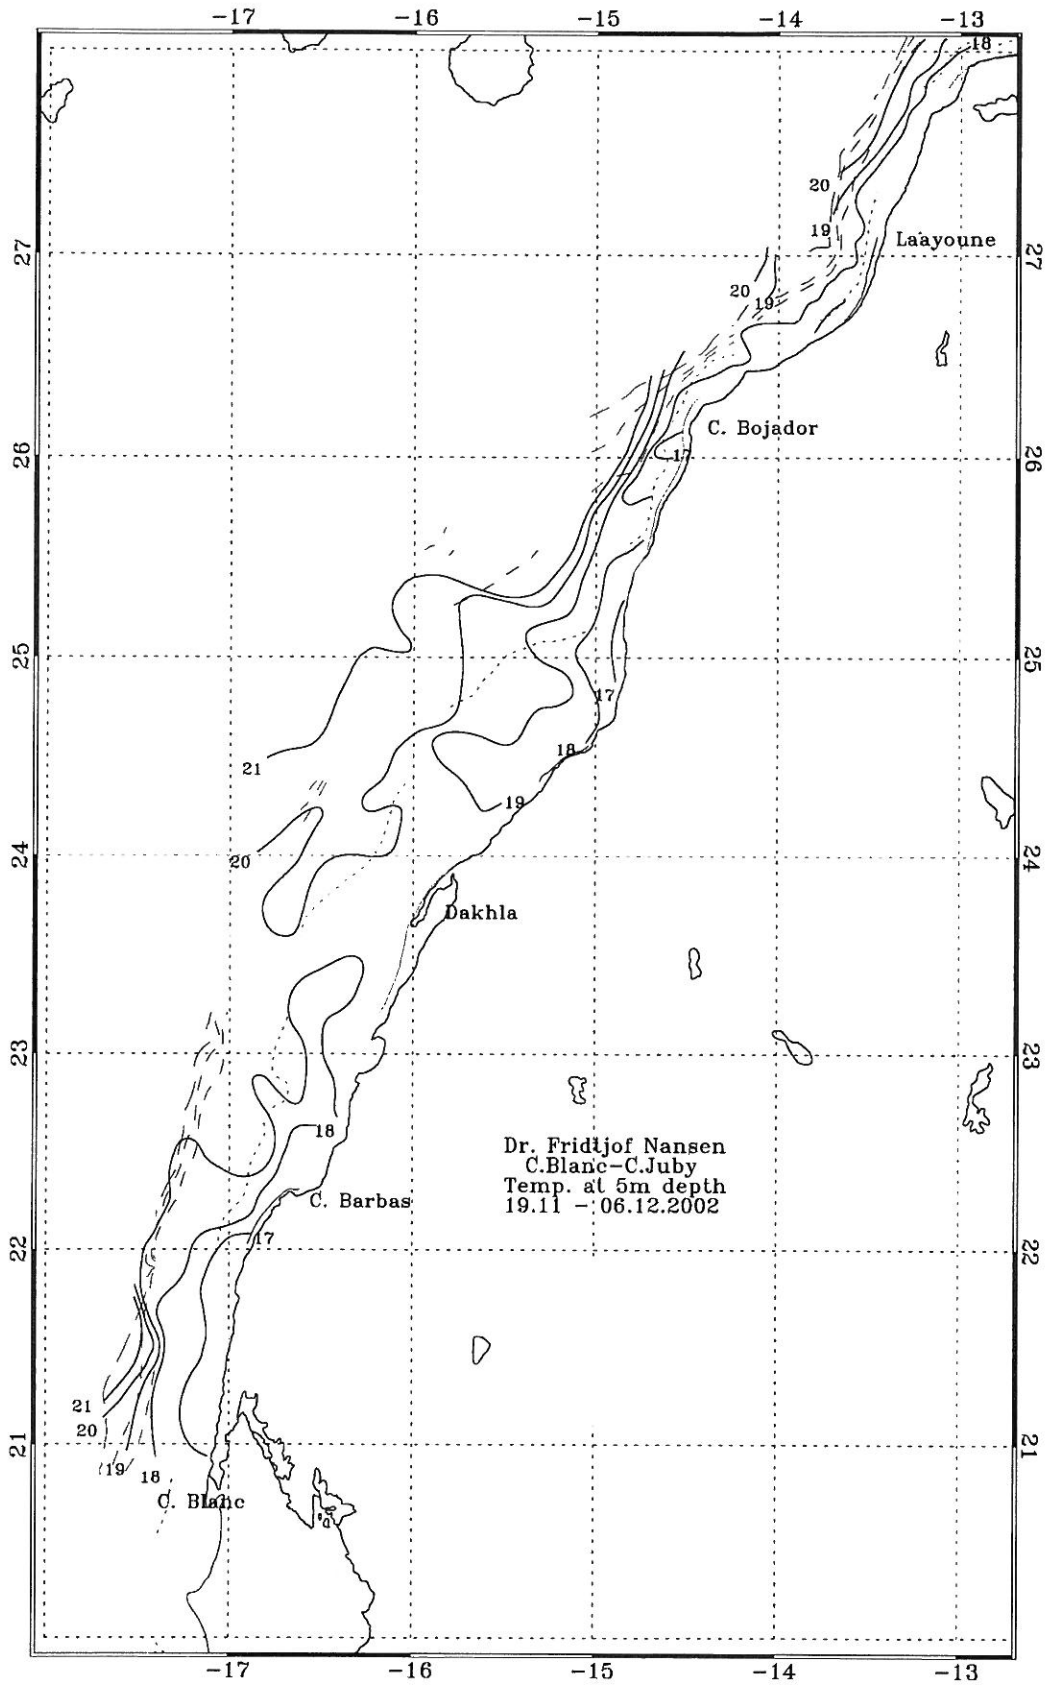 -17 -16 -15 -14 -13
18
20
19
Laayoune
27 27
20
19
C. Bojador
26 17 26
25 25
17
18
21
19
20
24 24
Dakhla
23 23
18
Dr. Fridtjof Nansen
C.Blanc-C.Juby
Temp. at 5m depth
19.11 - 06.12.2002
C. Barbas
17
22 22
21
20
21 21
19 18
C. Blanc
-17 -16 -15 -14 -13